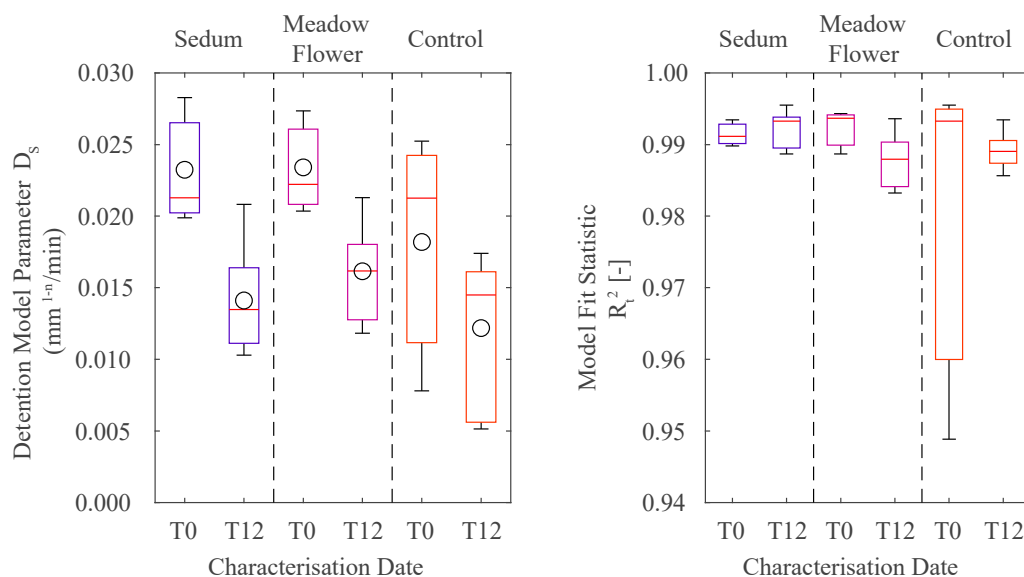 Sedum
Meadow
Flower
Control
Detention Model Parameter D_S
(mm ^1-n/min)
0.030
0.025
0.020
0.015
0.010
0.005
0.000
T0 T12 T0 T12 T0 T12
Characterisation Date
Sedum
Meadow
Flower
Control
Model Fit Statistic
R_t^2 [-]
1.00
0.99
0.98
0.97
0.96
0.95
0.94
T0 T12 T0 T12 T0 T12
Characterisation Date